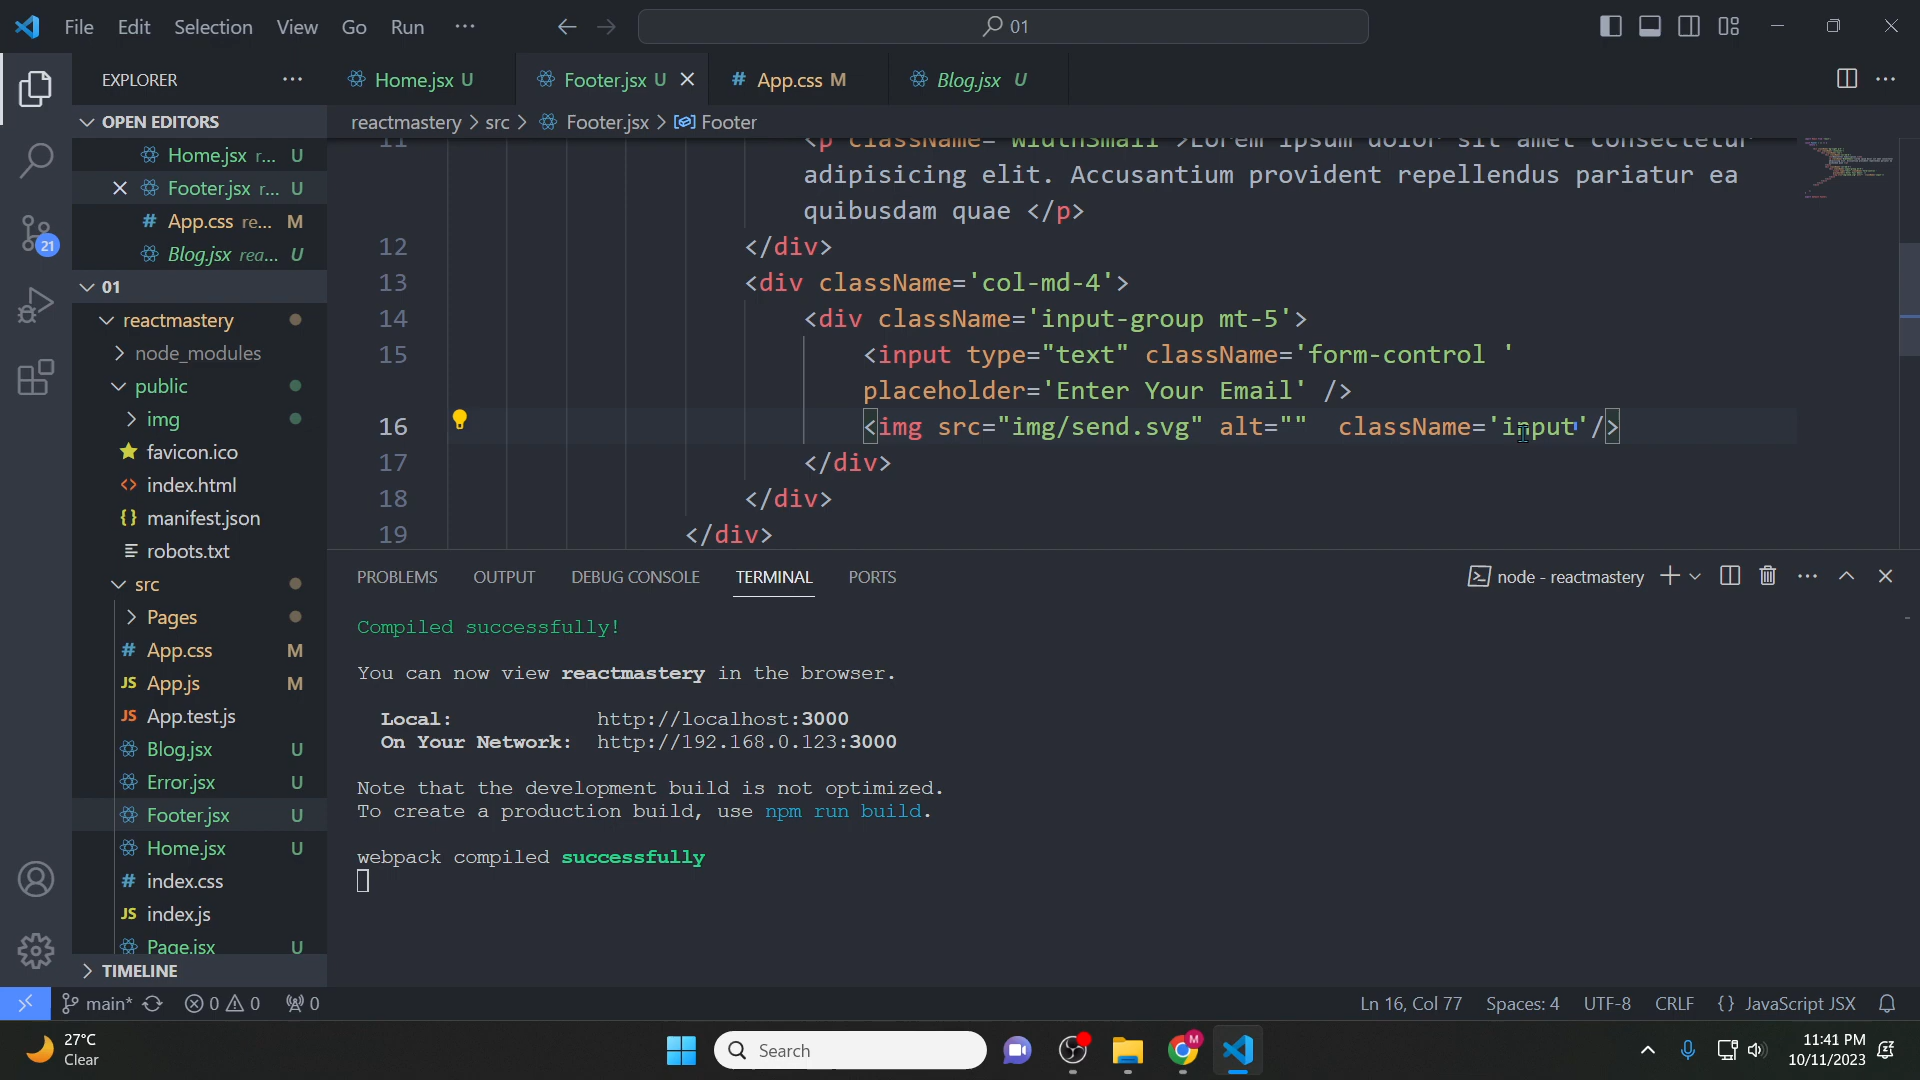 File Edit Selection View Go Run ··· 01
EXPLORER
Home.jsx U
Footer.jsx U
# App.css M
Blog.jsx U
OPEN EDITORS
Home.jsx r... U
Footer.jsx r... U
# App.css re... M
Blog.jsx rea... U
01
reactmastery
node_modules
public
img
favicon.ico
<> index.html
{} manifest.json
robots.txt
src
Pages
# App.css M
JS App.js M
JS App.test.js
Blog.jsx U
Error.jsx U
Footer.jsx U
Home.jsx U
# index.css
JS index.js
Page.jsx U
TIMELINE
21
reactmastery > src > Footer.jsx > Footer
11 <p className='widthSmall'>Lorem ipsum dolor sit amet consectetur
adipisicing elit. Accusantium provident repellendus pariatur ea
quibusdam quae </p>
12 </div>
13 <div className='col-md-4'>
14 <div className='input-group mt-5'>
15 <input type="text" className='form-control '
placeholder='Enter Your Email' />
16 <img src="img/send.svg" alt=""  className='input'/>
17 </div>
18 </div>
19 </div>
PROBLEMS OUTPUT DEBUG CONSOLE TERMINAL PORTS
node - reactmastery
Compiled successfully!
You can now view reactmastery in the browser.
Local: http://localhost:3000
On Your Network: http://192.168.0.123:3000
Note that the development build is not optimized.
To create a production build, use npm run build.
webpack compiled successfully
main* 0 0 0
Ln 16, Col 77 Spaces: 4 UTF-8 CRLF {} JavaScript JSX
27°C
Clear
Search
M
11:41 PM
10/11/2023